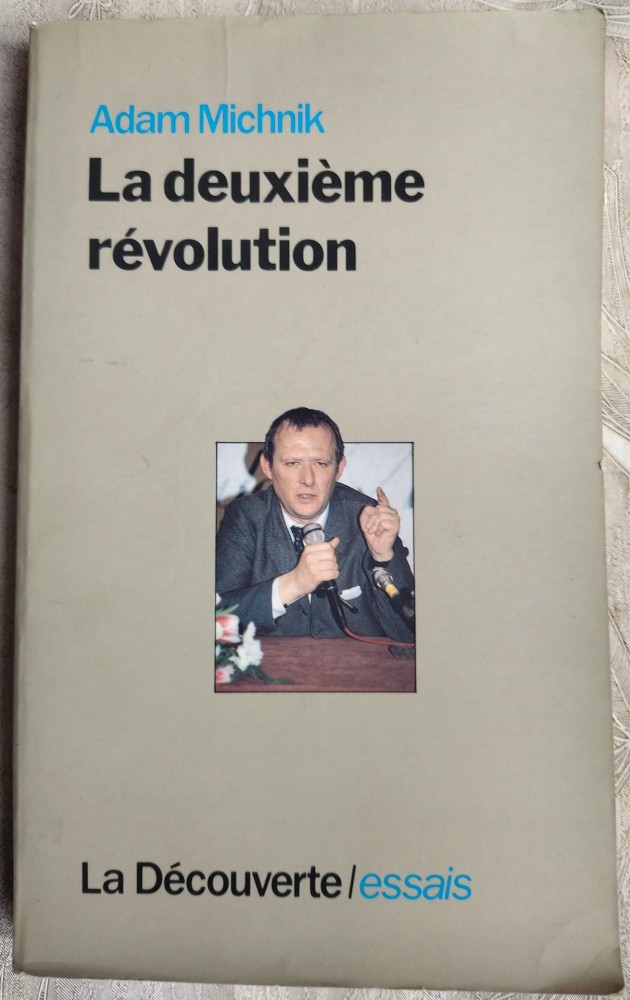 Adam Michnik
La deuxième
révolution
La Découverte/essais